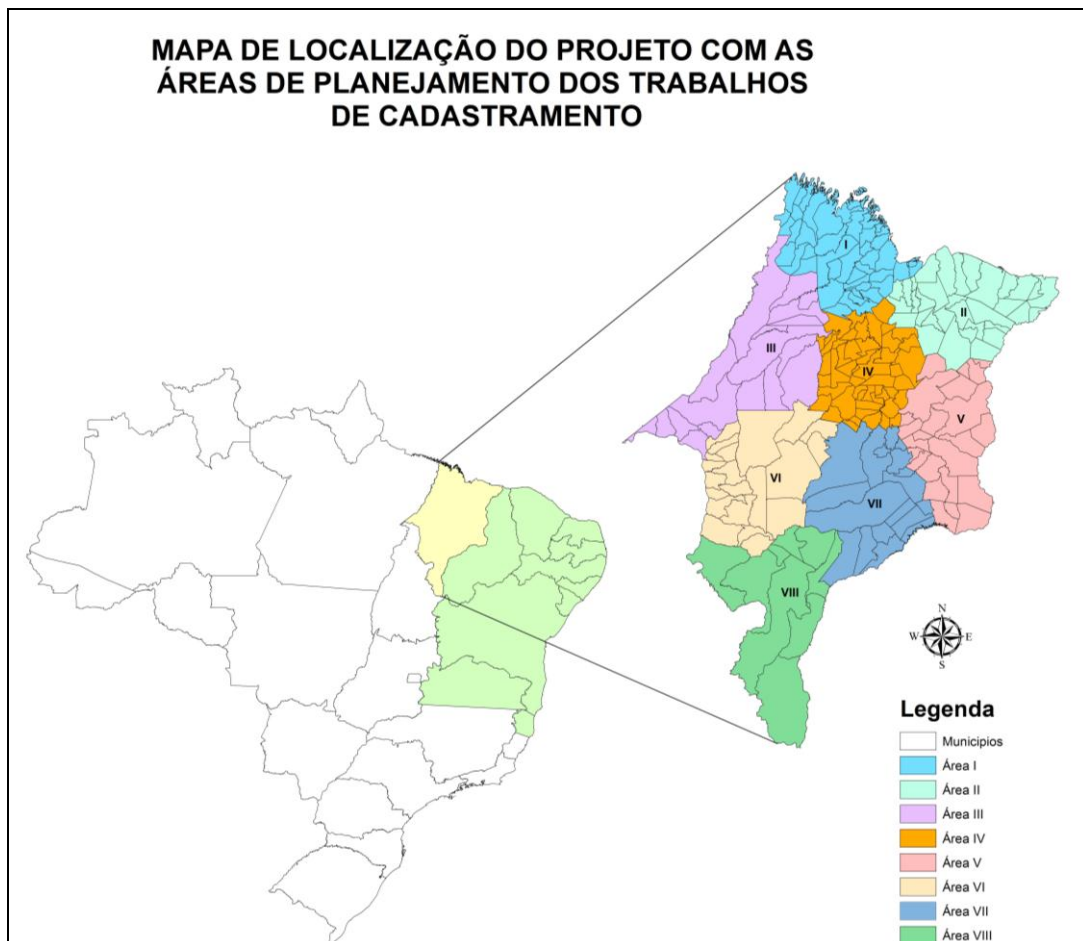 MAPA DE LOCALIZAÇÃO DO PROJETO COM AS
ÁREAS DE PLANEJAMENTO DOS TRABALHOS
DE CADASTRAMENTO
I
II
III
IV
V
VI
VII
VIII
N
W E
S
Legenda
Municipios
Área I
Área II
Área III
Área IV
Área V
Área VI
Área VII
Área VIII